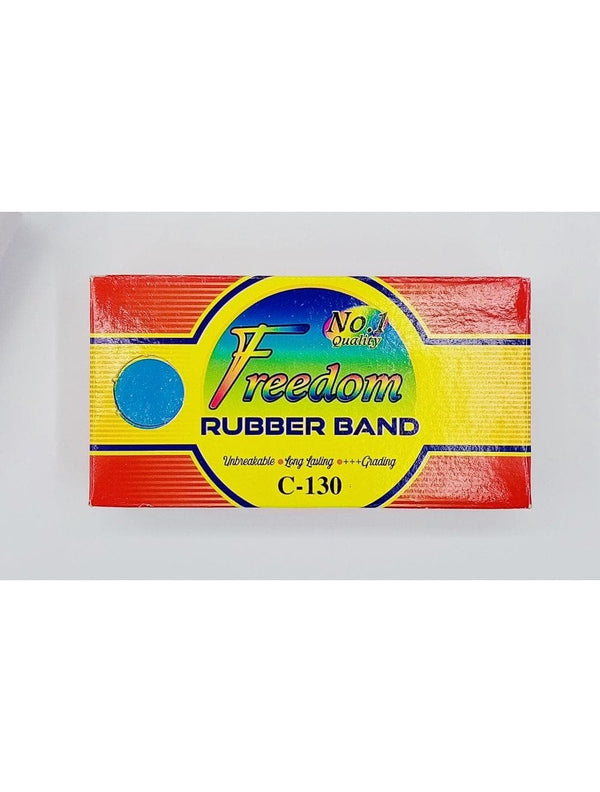 No.1
Quality
Freedom
RUBBER BAND
Unbreakable Long Lasting +++Grading
C-130